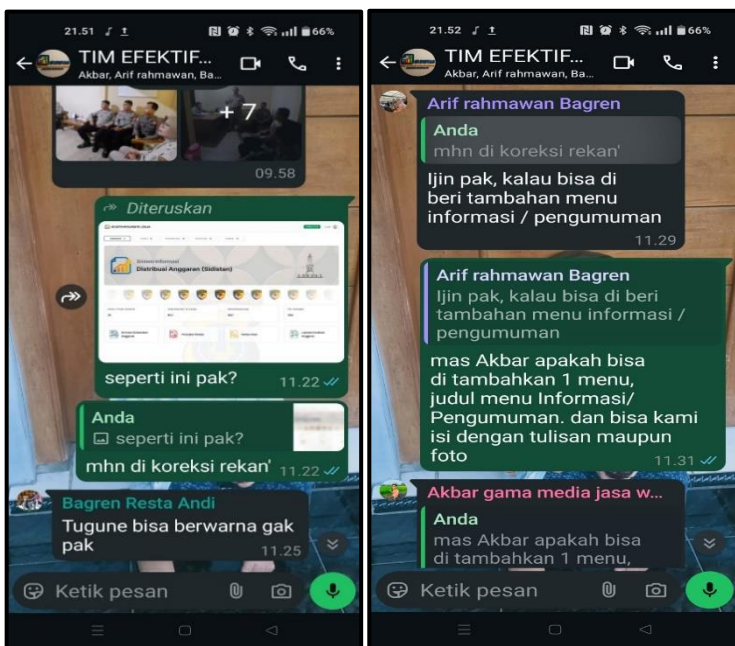 21.51
66%
TIM EFEKTIF...
Akbar, Arif rahmawan, Ba...
+ 7
09.58
Diteruskan
Sistem Informasi
Distribusi Anggaran (Sidistan)
seperti ini pak?
11.22
Anda
seperti ini pak?
mhn di koreksi rekan'
11.22
Bagren Resta Andi
Tugune bisa berwarna gak
pak
11.25
Ketik pesan
21.52
66%
TIM EFEKTIF...
Akbar, Arif rahmawan, Ba...
Arif rahmawan Bagren
Anda
mhn di koreksi rekan'
Ijin pak, kalau bisa di
beri tambahan menu
informasi / pengumuman
11.29
Arif rahmawan Bagren
Ijin pak, kalau bisa di beri
tambahan menu informasi /
pengumuman
mas Akbar apakah bisa
di tambahkan 1 menu,
judul menu Informasi/
Pengumuman. dan bisa kami
isi dengan tulisan maupun
foto
11.31
Akbar gama media jasa w...
Anda
mas Akbar apakah bisa
di tambahkan 1 menu,
Ketik pesan